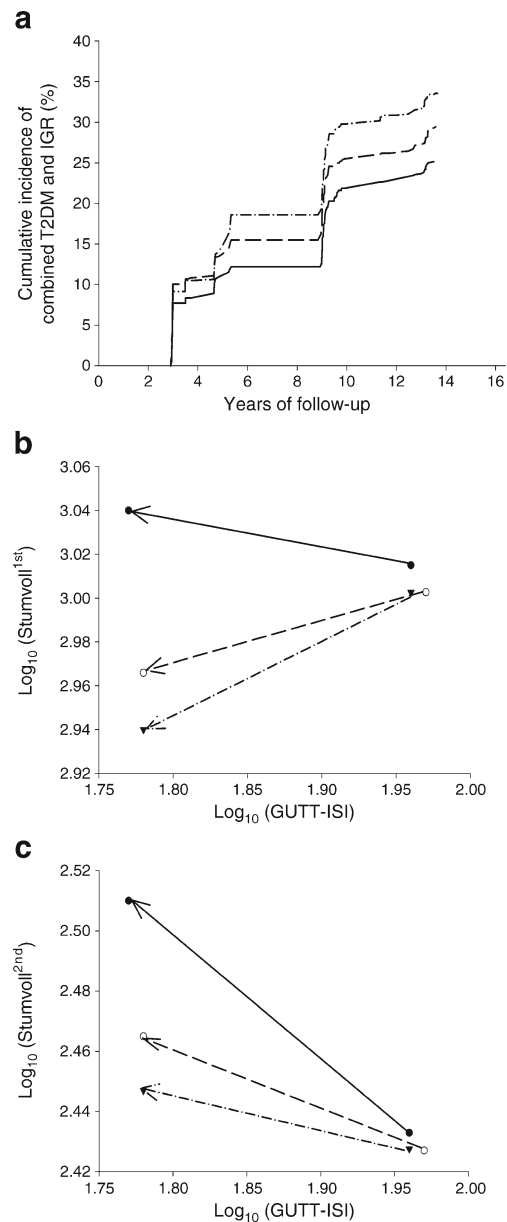 a
40
35
30
25
20
15
10
5
0
0 2 4 6 8 10 12 14 16
Cumulative incidence of
combined T2DM and IGR (%)
Years of follow-up
b
3.06
3.04
3.02
3.00
2.98
2.96
2.94
2.92
1.75 1.80 1.85 1.90 1.95 2.00
Log10 (Stumvoll1st)
Log10 (GUTT-ISI)
c
2.52
2.50
2.48
2.46
2.44
2.42
1.75 1.80 1.85 1.90 1.95 2.00
Log10 (Stumvoll2nd)
Log10 (GUTT-ISI)